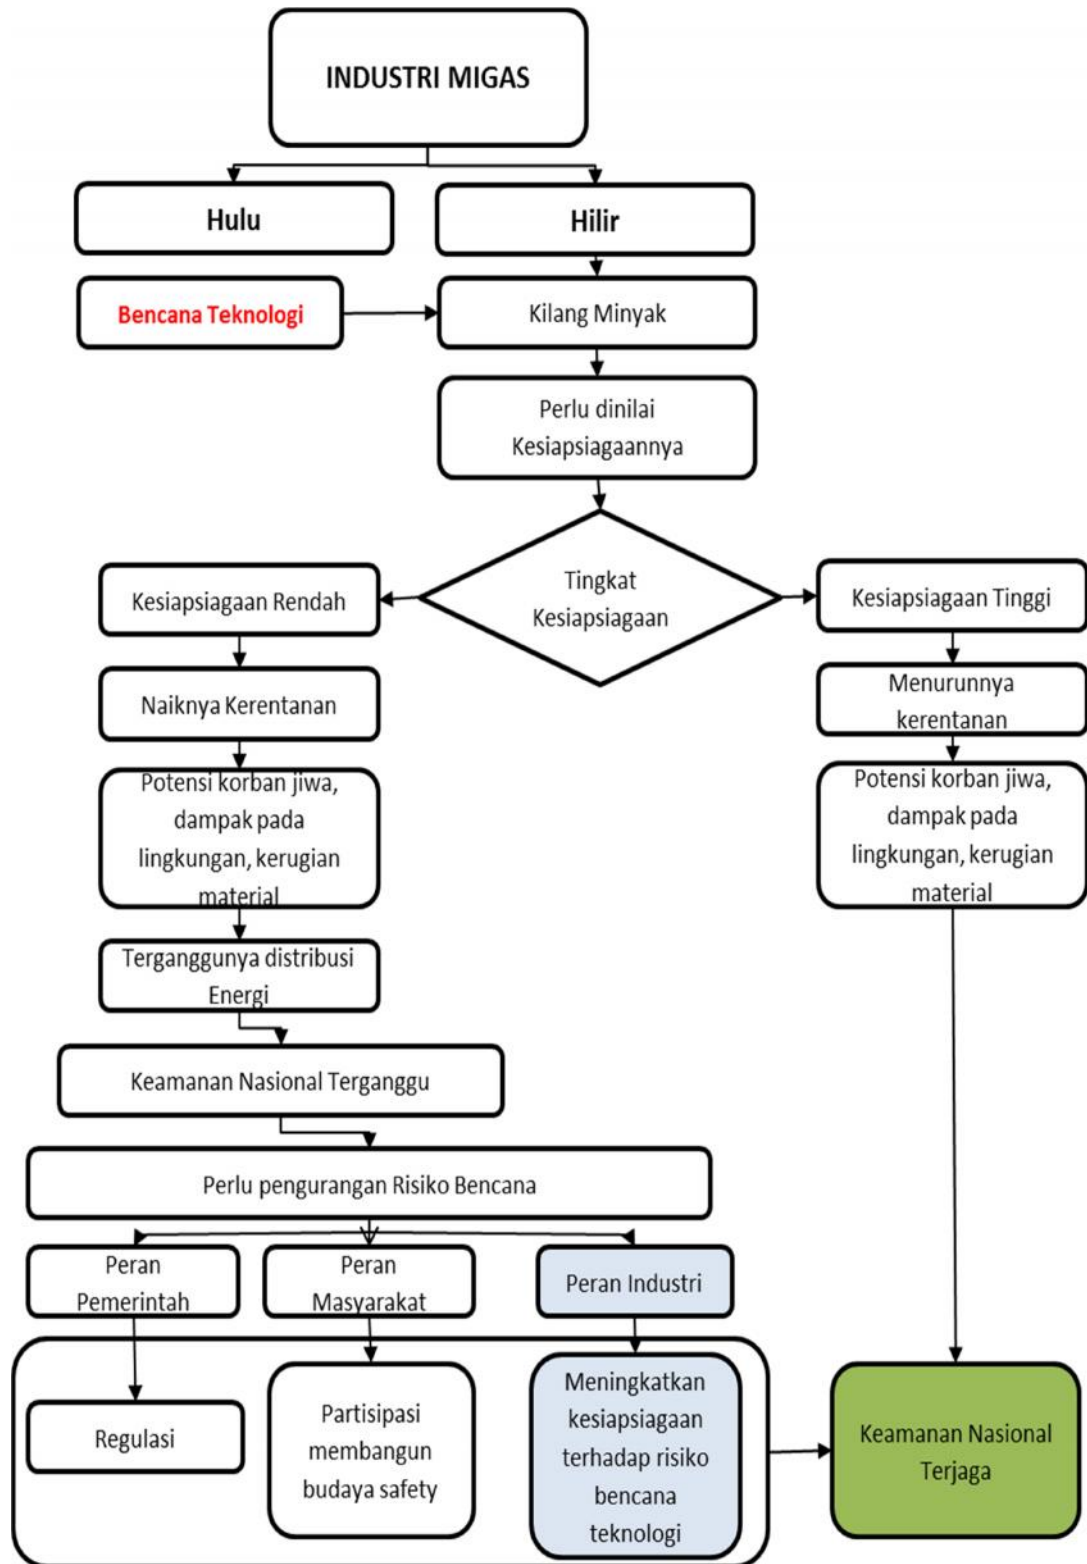 INDUSTRI MIGAS
Hulu
Hilir
Bencana Teknologi
Kilang Minyak
Perlu dinilai
Kesiapsiagaannya
Tingkat
Kesiapsiagaan
Kesiapsiagaan Rendah
Kesiapsiagaan Tinggi
Naiknya Kerentanan
Menurunnya
kerentanan
Potensi korban jiwa,
dampak pada
lingkungan, kerugian
material
Potensi korban jiwa,
dampak pada
lingkungan, kerugian
material
Terganggunya distribusi
Energi
Keamanan Nasional Terganggu
Perlu pengurangan Risiko Bencana
Peran
Pemerintah
Peran
Masyarakat
Peran Industri
Regulasi
Partisipasi
membangun
budaya safety
Meningkatkan
kesiapsiagaan
terhadap risiko
bencana
teknologi
Keamanan Nasional
Terjaga